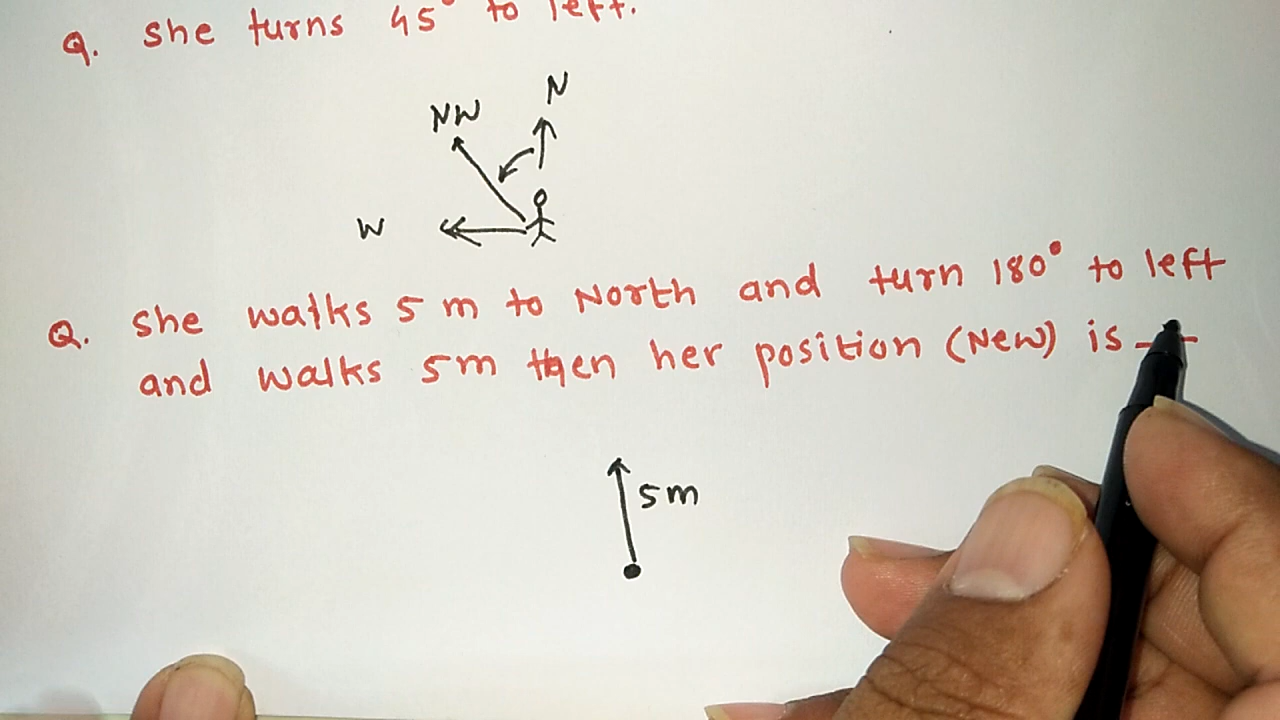 Q. She turns 45° to left.
N
NW
W
Q. She walks 5 m to North and turn 180° to left
and walks 5m then her position (New) is __
5m